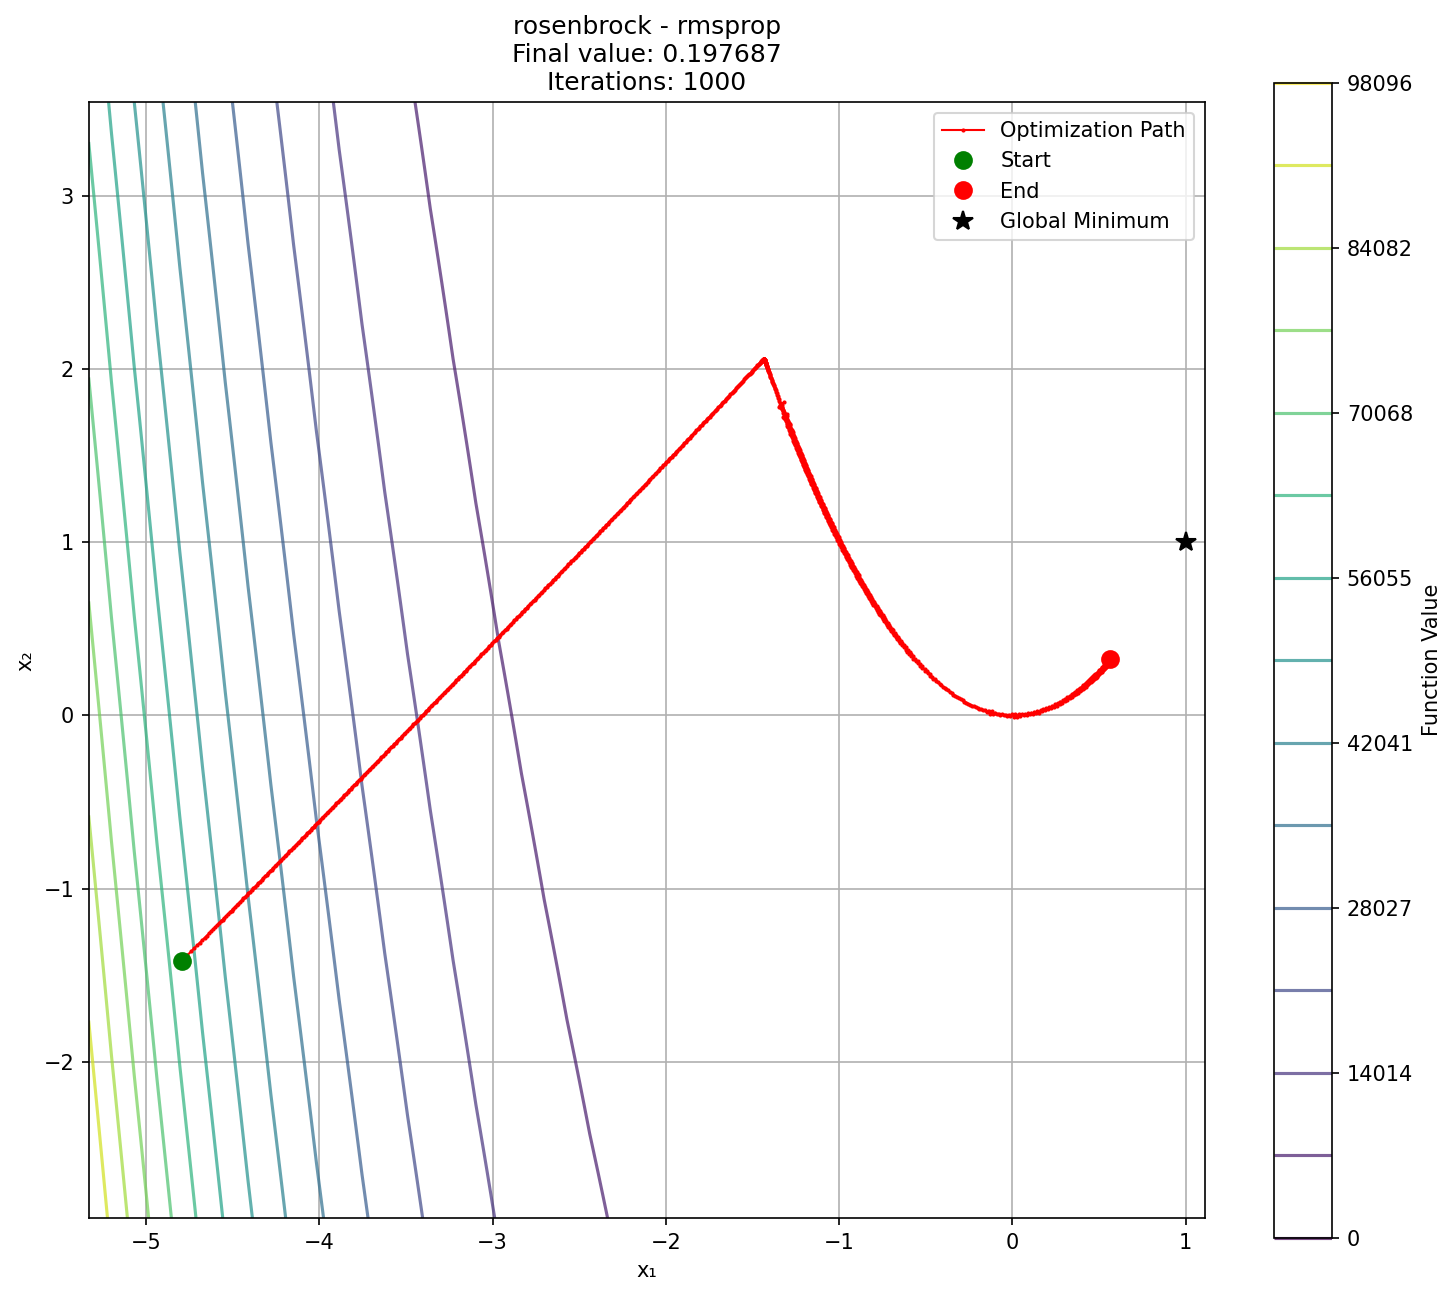 rosenbrock - rmsprop
Final value: 0.197687
Iterations: 1000
Optimization Path
Start
End
Global Minimum
3
2
1
0
−1
−2
x₂
−5
−4
−3
−2
−1
0
1
x₁
98096
84082
70068
56055
42041
28027
14014
0
Function Value